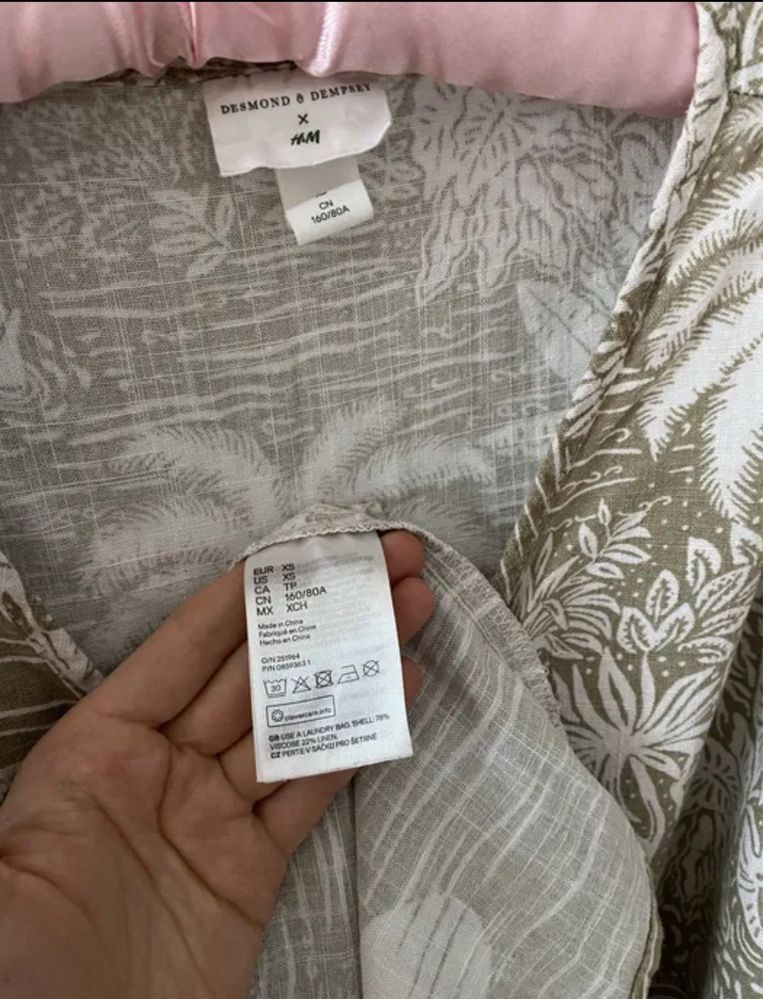 DESMOND & DEMPSEY
X
H&M
CN
160/80A
EUR XS
US XS
CA TP
CN 160/80A
MX XCH
Made in China
Fabriqué en Chine
Hecho en China
O/N 251984
P/N 0859363 1
30
clevercare.info
GB USE A LAUNDRY BAG. SHELL: 78%
VISCOSE 22% LINEN.
CZ PERTE V SÁČKU PRO ŠETRNÉ